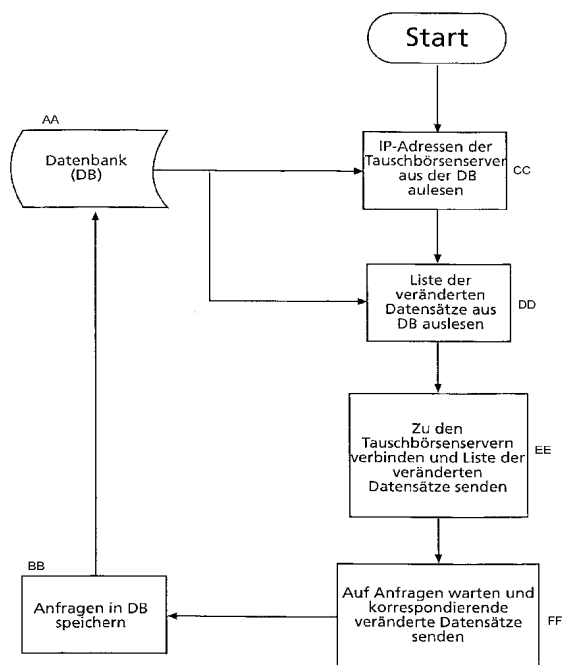 Start
AA
Datenbank
(DB)
IP-Adressen der
Tauschbörsenserver
aus der DB
aulesen
CC
Liste der
veränderten
Datensätze aus
DB auslesen
DD
Zu den
Tauschbörsenservern
verbinden und Liste der
veränderten
Datensätze senden
EE
BB
Anfragen in DB
speichern
Auf Anfragen warten und
korrespondierende
veränderte Datensätze
senden
FF